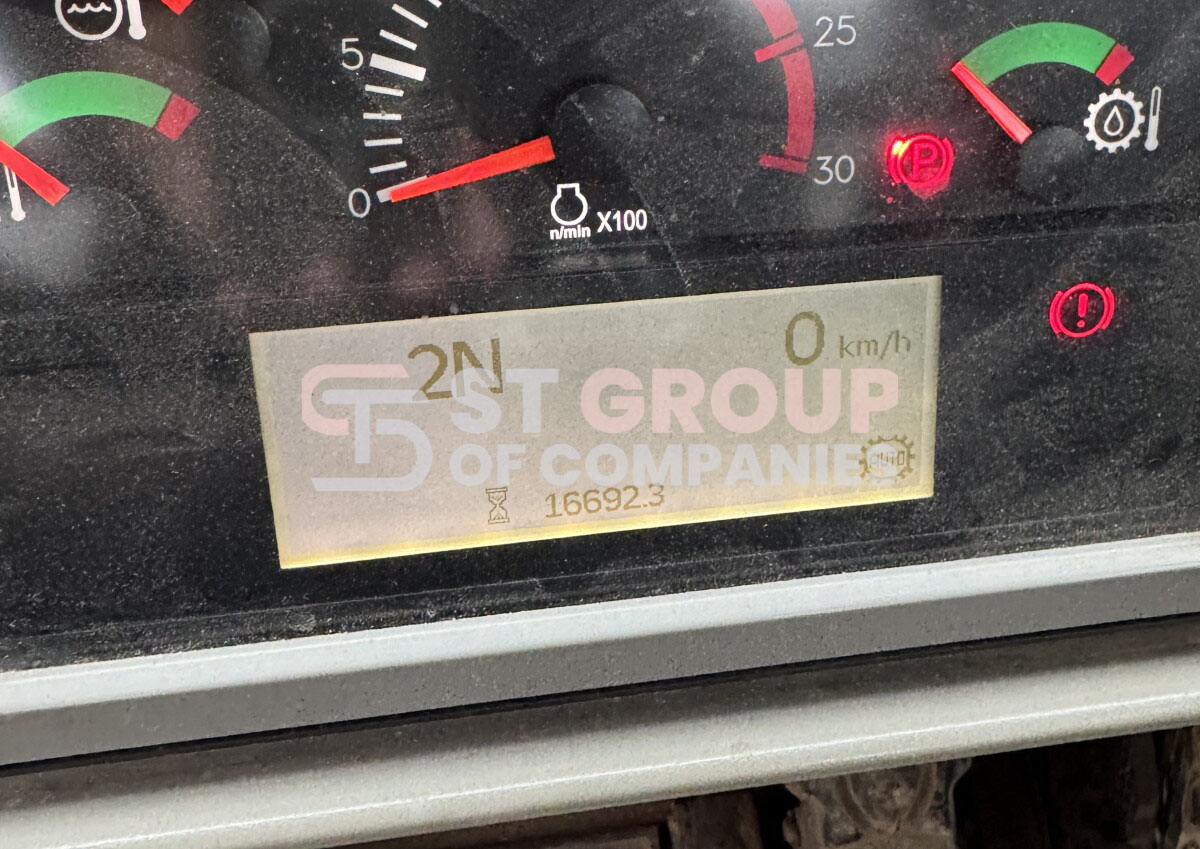 5
25
0
30
P
n/min X100
!
2N
0 km/h
ST GROUP
OF COMPANIE
AUTO
16692.3